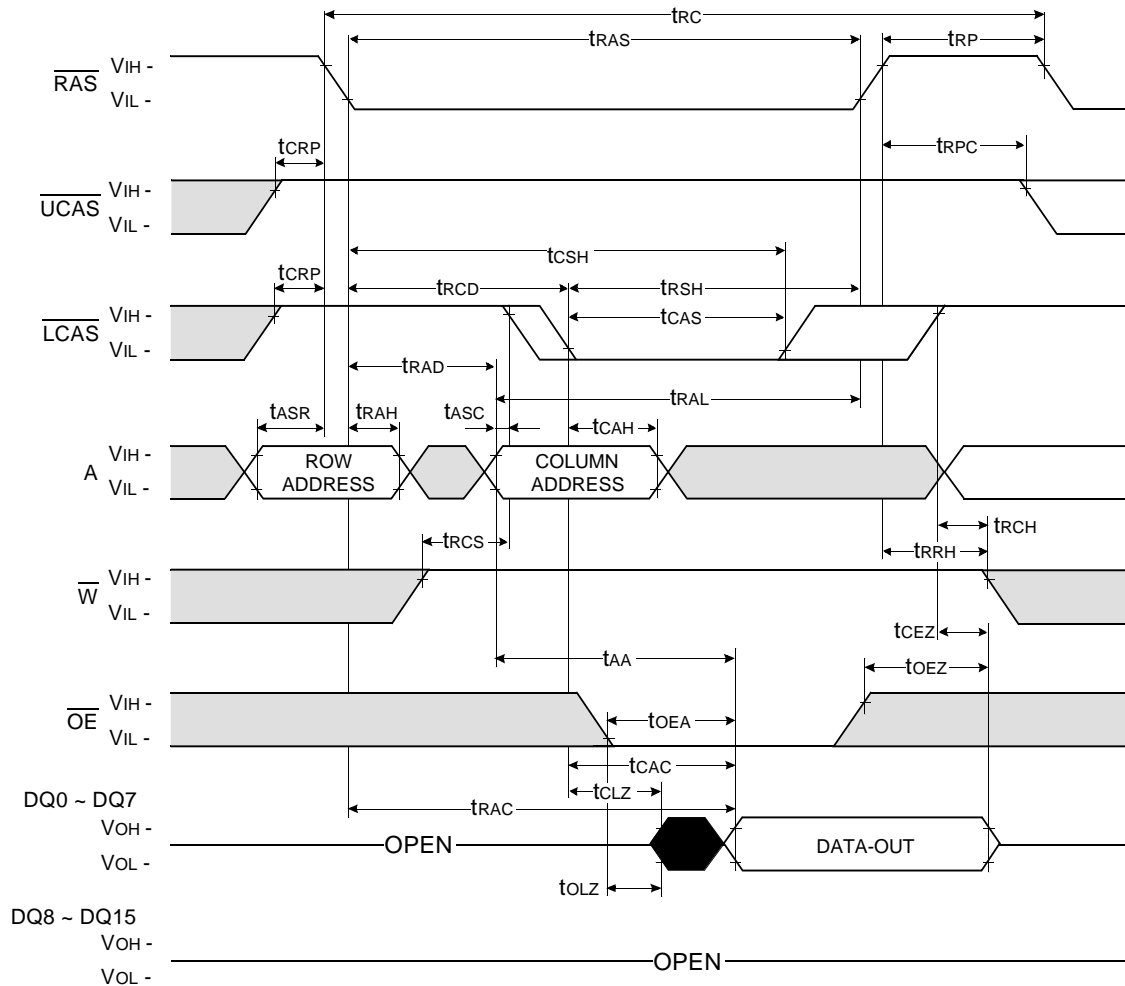 tRC
tRAS
tRP
RAS
VIH -
VIL -
tCRP
tRPC
UCAS
VIH -
VIL -
tCSH
tCRP
tRCD
tRSH
LCAS
VIH -
VIL -
tCAS
tRAD
tRAL
tASR
tRAH
tASC
tCAH
A
VIH -
VIL -
ROW
ADDRESS
COLUMN
ADDRESS
tRCS
tRCH
tRRH
W
VIH -
VIL -
tCEZ
tAA
tOEZ
OE
VIH -
VIL -
tOEA
tCAC
tCLZ
DQ0 ~ DQ7
tRAC
VOH -
VOL -
OPEN
DATA-OUT
tOLZ
DQ8 ~ DQ15
VOH -
VOL -
OPEN